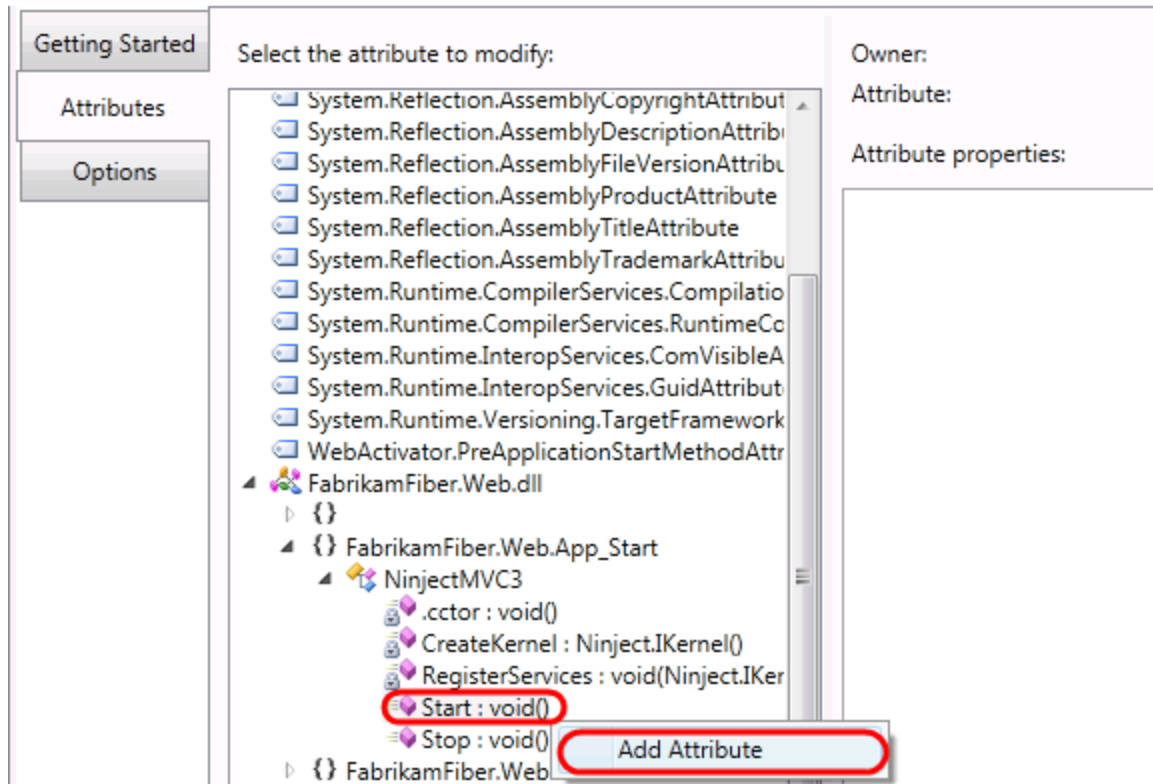 Getting Started
Attributes
Options
Select the attribute to modify:
System.Reflection.AssemblyCopyrightAttribut
System.Reflection.AssemblyDescriptionAttribu
System.Reflection.AssemblyFileVersionAttribu
System.Reflection.AssemblyProductAttribute
System.Reflection.AssemblyTitleAttribute
System.Reflection.AssemblyTrademarkAttribu
System.Runtime.CompilerServices.Compilatio
System.Runtime.CompilerServices.RuntimeCo
System.Runtime.InteropServices.ComVisibleA
System.Runtime.InteropServices.GuidAttribut
System.Runtime.Versioning.TargetFramework
WebActivator.PreApplicationStartMethodAttr
FabrikamFiber.Web.dll
{}
{} FabrikamFiber.Web.App_Start
NinjectMVC3
.cctor : void()
CreateKernel : Ninject.IKernel()
RegisterServices : void(Ninject.IKer
Start : void()
Stop : void()
Add Attribute
{} FabrikamFiber.Web
Owner:
Attribute:
Attribute properties: